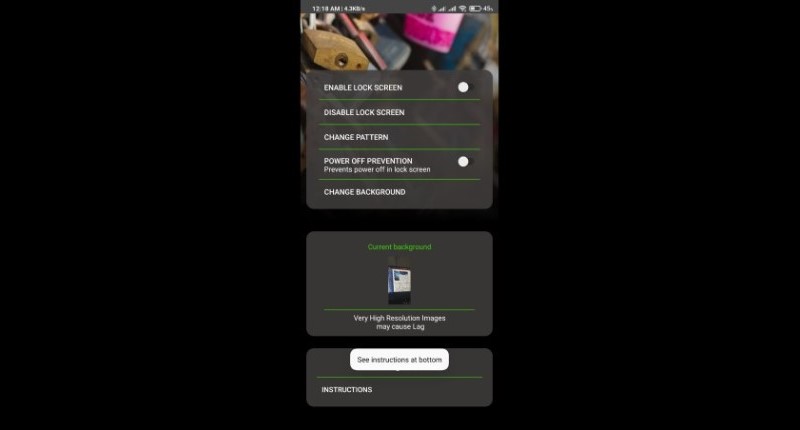 12:18 AM | 4.3KB/s
45
ENABLE LOCK SCREEN
DISABLE LOCK SCREEN
CHANGE PATTERN
POWER OFF PREVENTION
Prevents power off in lock screen
CHANGE BACKGROUND
Current background
Very High Resolution Images
may cause Lag
See instructions at bottom
INSTRUCTIONS